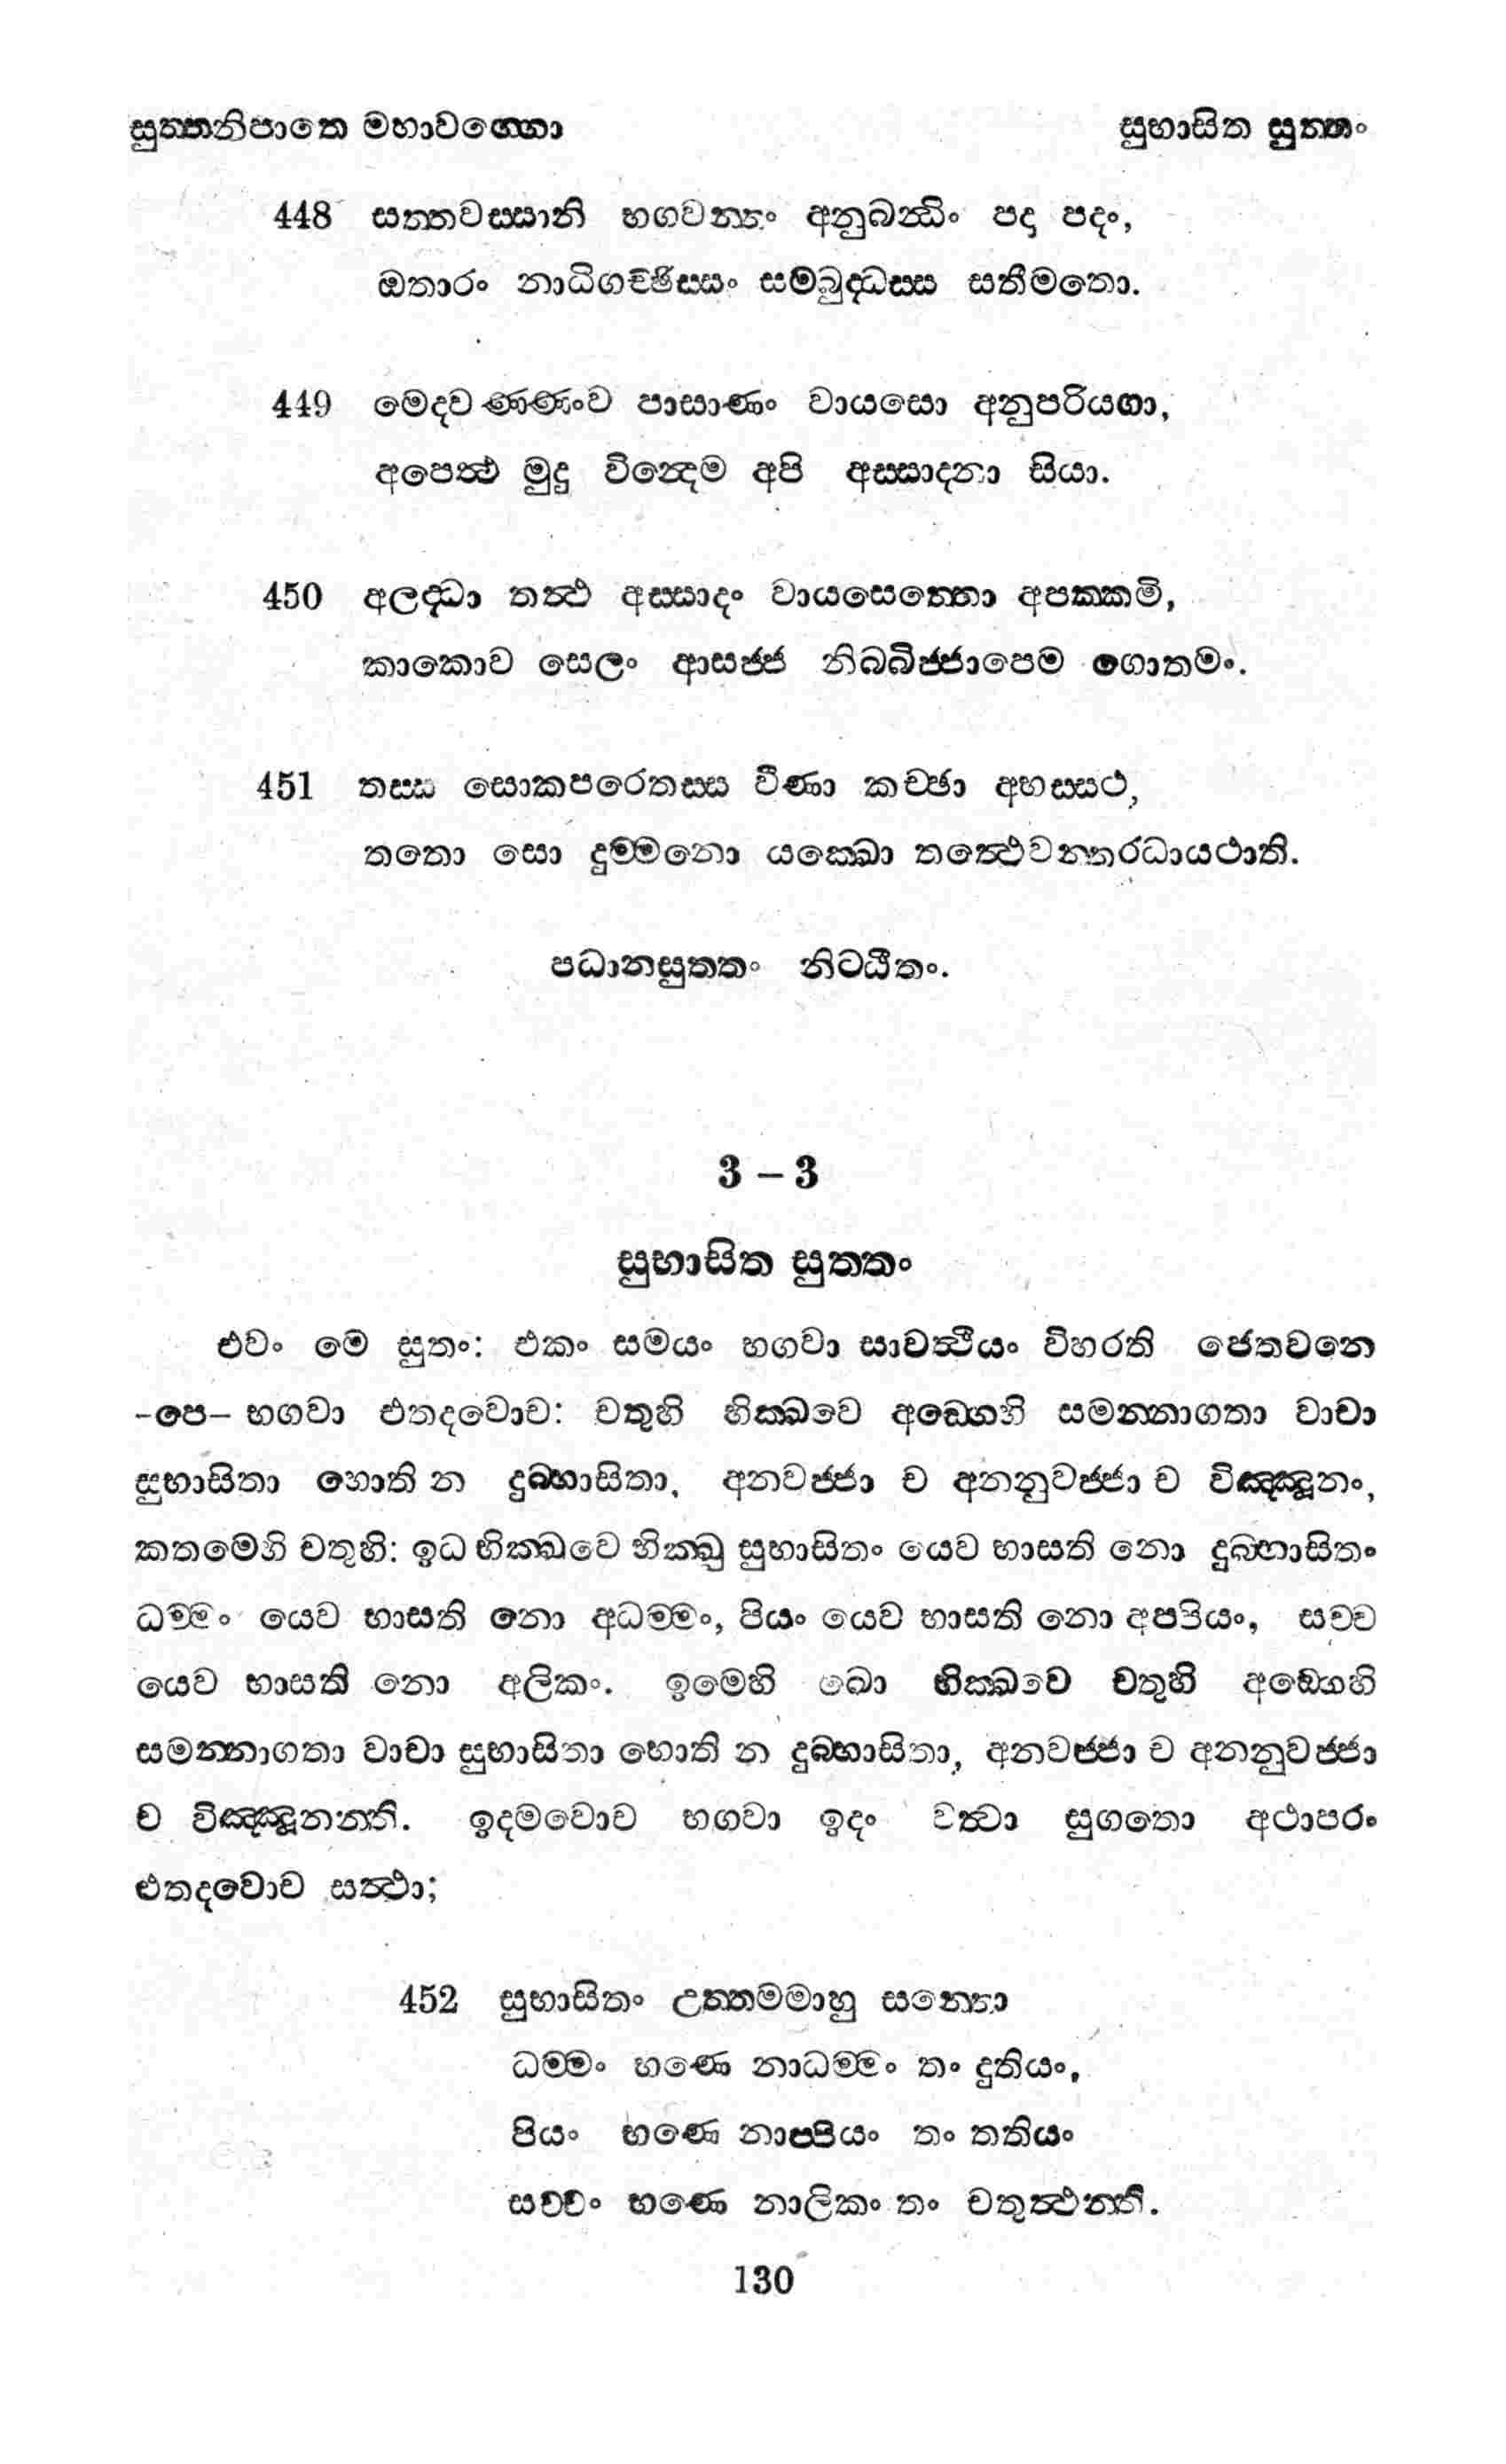 සුත්තනිපාතෙ මහාවග්ගො සුභාසිත සුත්තං
448 සත්තවස්සානි භගවන්තං අනුබන්ධිං පදා පදං,
ඔතාරං නාධිගච්ඡිස්සං සම්බුද්ධස්ස සතීමතො.
449 මෙදවණ්ණංව පාසාණං වායසො අනුපරියගා,
අපෙත්ථ මුදු වින්දෙම අපි අස්සාදනා සියා.
450 අලද්ධා තත්ථ අස්සාදං වායසෙත්තො අපක්කමි,
කාකොව සෙලං ආසජ්ජ නිබ්බිජ්ජාපෙම ගොතමං.
451 තස්ස සොකපරෙතස්ස වීණා කච්ඡා අභස්සථ,
තතො සො දුම්මනො යක්ඛො තත්ථෙවන්තරධායථාති.
පධානසුත්තං නිට්ඨිතං.
3 – 3
සුභාසිත සුත්තං
එවං මෙ සුතං: එකං සමයං භගවා සාවත්ථියං විහරති ජෙතවනෙ
-පෙ- භගවා එතදවොච: චතුහි භික්ඛවෙ අඞ්ගෙහි සමන්නාගතා වාචා
සුභාසිතා හොති න දුබ්භාසිතා, අනවජ්ජා ච අනනුවජ්ජා ච විඤ්ඤූනං,
කතමෙහි චතුහි: ඉධ භික්ඛවෙ භික්ඛු සුභාසිතං යෙව භාසති නො දුබ්භාසිතං
ධම්මං යෙව භාසති නො අධම්මං, පියං යෙව භාසති නො අප්පියං, සච්ච
යෙව භාසති නො අලිකං. ඉමෙහි ඛො භික්ඛවෙ චතුහි අඞ්ගෙහි
සමන්නාගතා වාචා සුභාසිතා හොති න දුබ්භාසිතා, අනවජ්ජා ච අනනුවජ්ජා
ච විඤ්ඤූනන්ති. ඉදමවොච භගවා ඉදං වත්වා සුගතො අථාපරං
එතදවොච සත්ථා;
452 සුභාසිතං උත්තමමාහු සන්තො
ධම්මං භණෙ නාධම්මං තං දුතියං,
පියං භණෙ නාප්පියං තං තතියං
සච්චං භණෙ නාලිකං තං චතුත්ථන්ති.
130